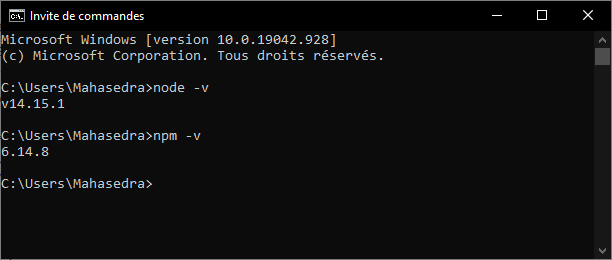 Invite de commandes
Microsoft Windows [version 10.0.19042.928]
(c) Microsoft Corporation. Tous droits réservés.
C:\Users\Mahasedra>node -v
v14.15.1
C:\Users\Mahasedra>npm -v
6.14.8
C:\Users\Mahasedra>